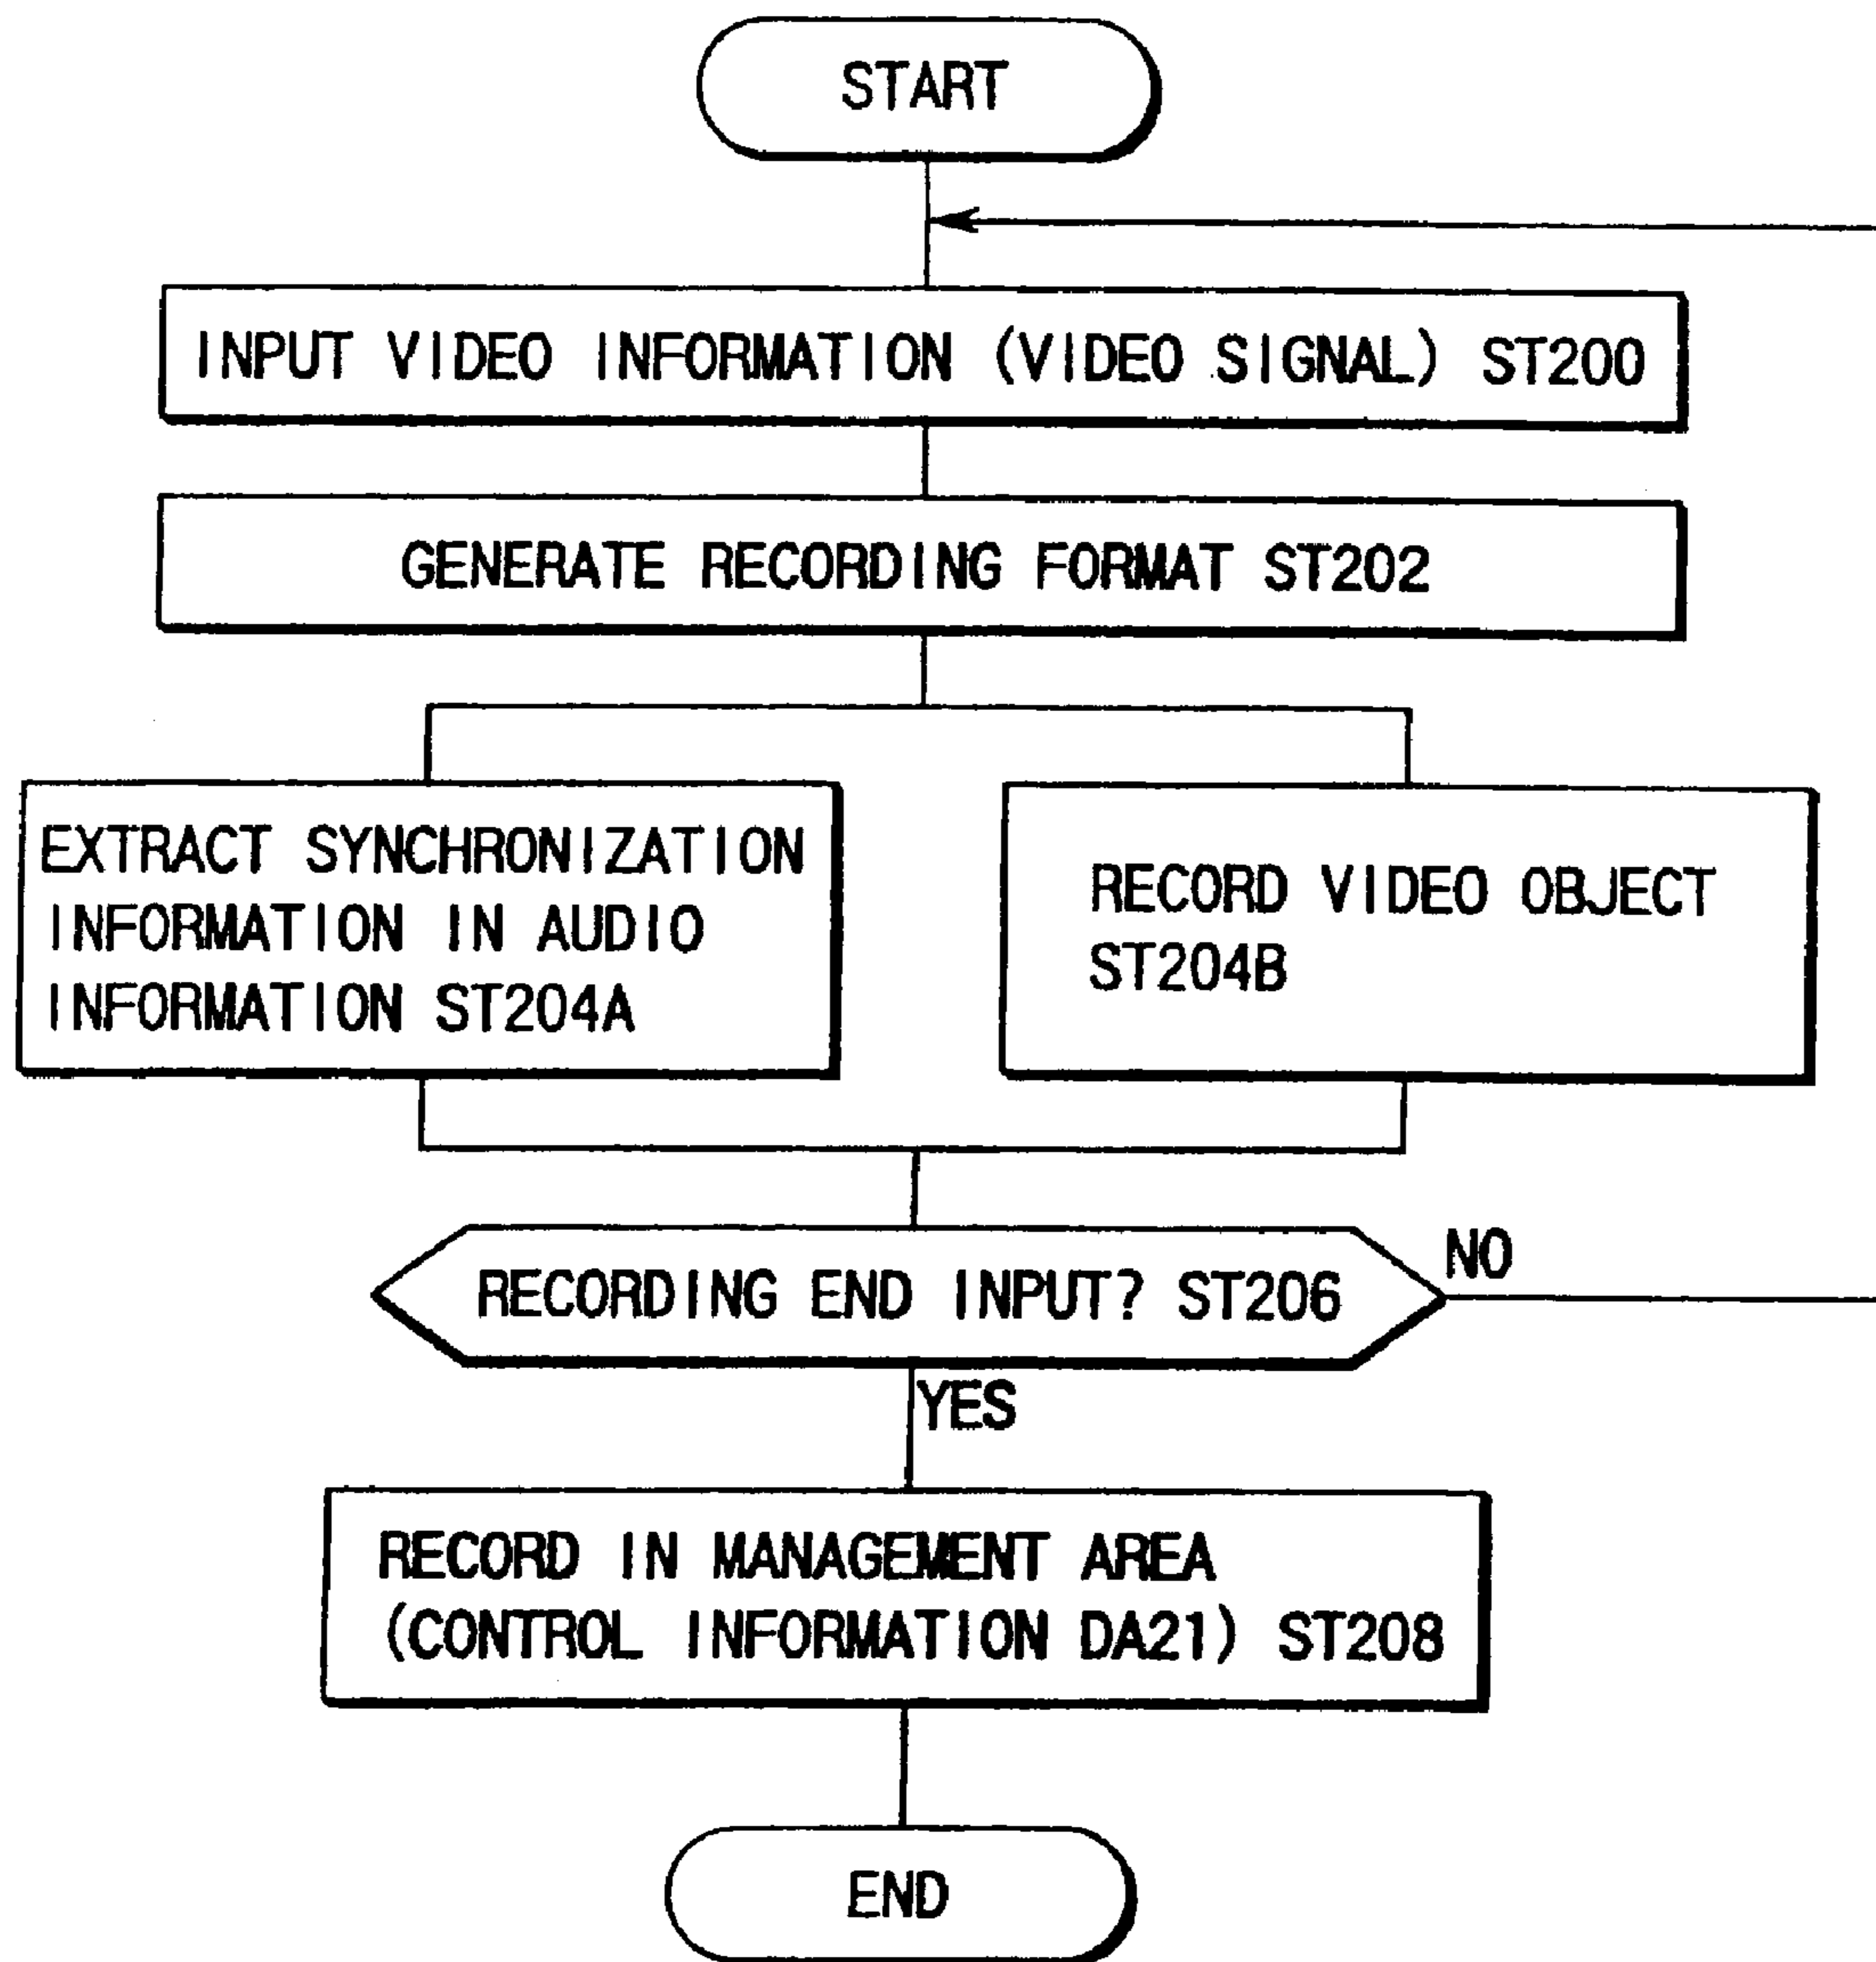 START
INPUT VIDEO INFORMATION (VIDEO SIGNAL) ST200
GENERATE RECORDING FORMAT ST202
EXTRACT SYNCHRONIZATION
INFORMATION IN AUDIO
INFORMATION ST204A
RECORD VIDEO OBJECT
ST204B
RECORDING END INPUT? ST206
NO
YES
RECORD IN MANAGEMENT AREA
(CONTROL INFORMATION DA21) ST208
END